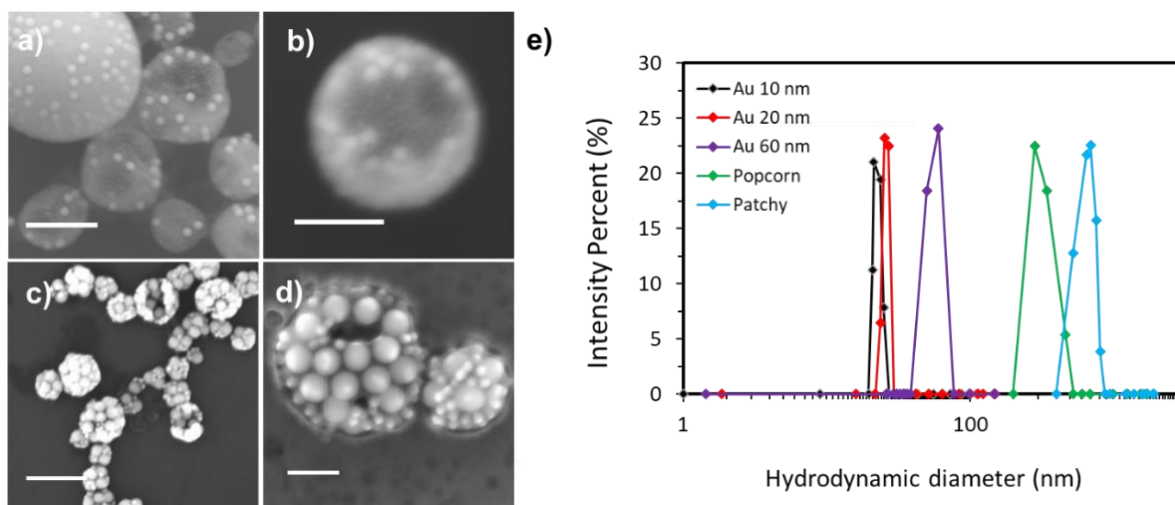 a)
b)
c)
d)
e)
30
25
20
15
10
5
0
Au 10 nm
Au 20 nm
Au 60 nm
Popcorn
Patchy
Intensity Percent (%)
1
100
Hydrodynamic diameter (nm)